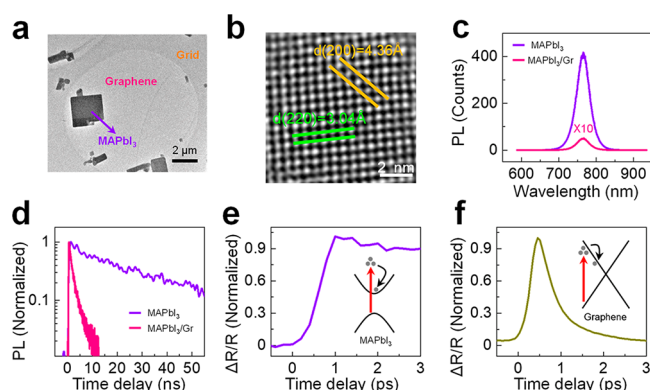 a
Grid
Graphene
MAPbI₃
2 μm
b
d(200)=4.36Å
d(220)=3.04Å
2 nm
c
PL (Counts)
400
200
0
MAPbI₃
MAPbI₃/Gr
X10
600 700 800 900
Wavelength (nm)
d
PL (Normalized)
1
0.1
MAPbI₃
MAPbI₃/Gr
0 10 20 30 40 50
Time delay (ns)
e
ΔR/R (Normalized)
0.9
0.6
0.3
0.0
MAPbI₃
0 1 2 3
Time delay (ps)
f
ΔR/R (Normalized)
0.9
0.6
0.3
0.0
Graphene
0 1 2 3
Time delay (ps)